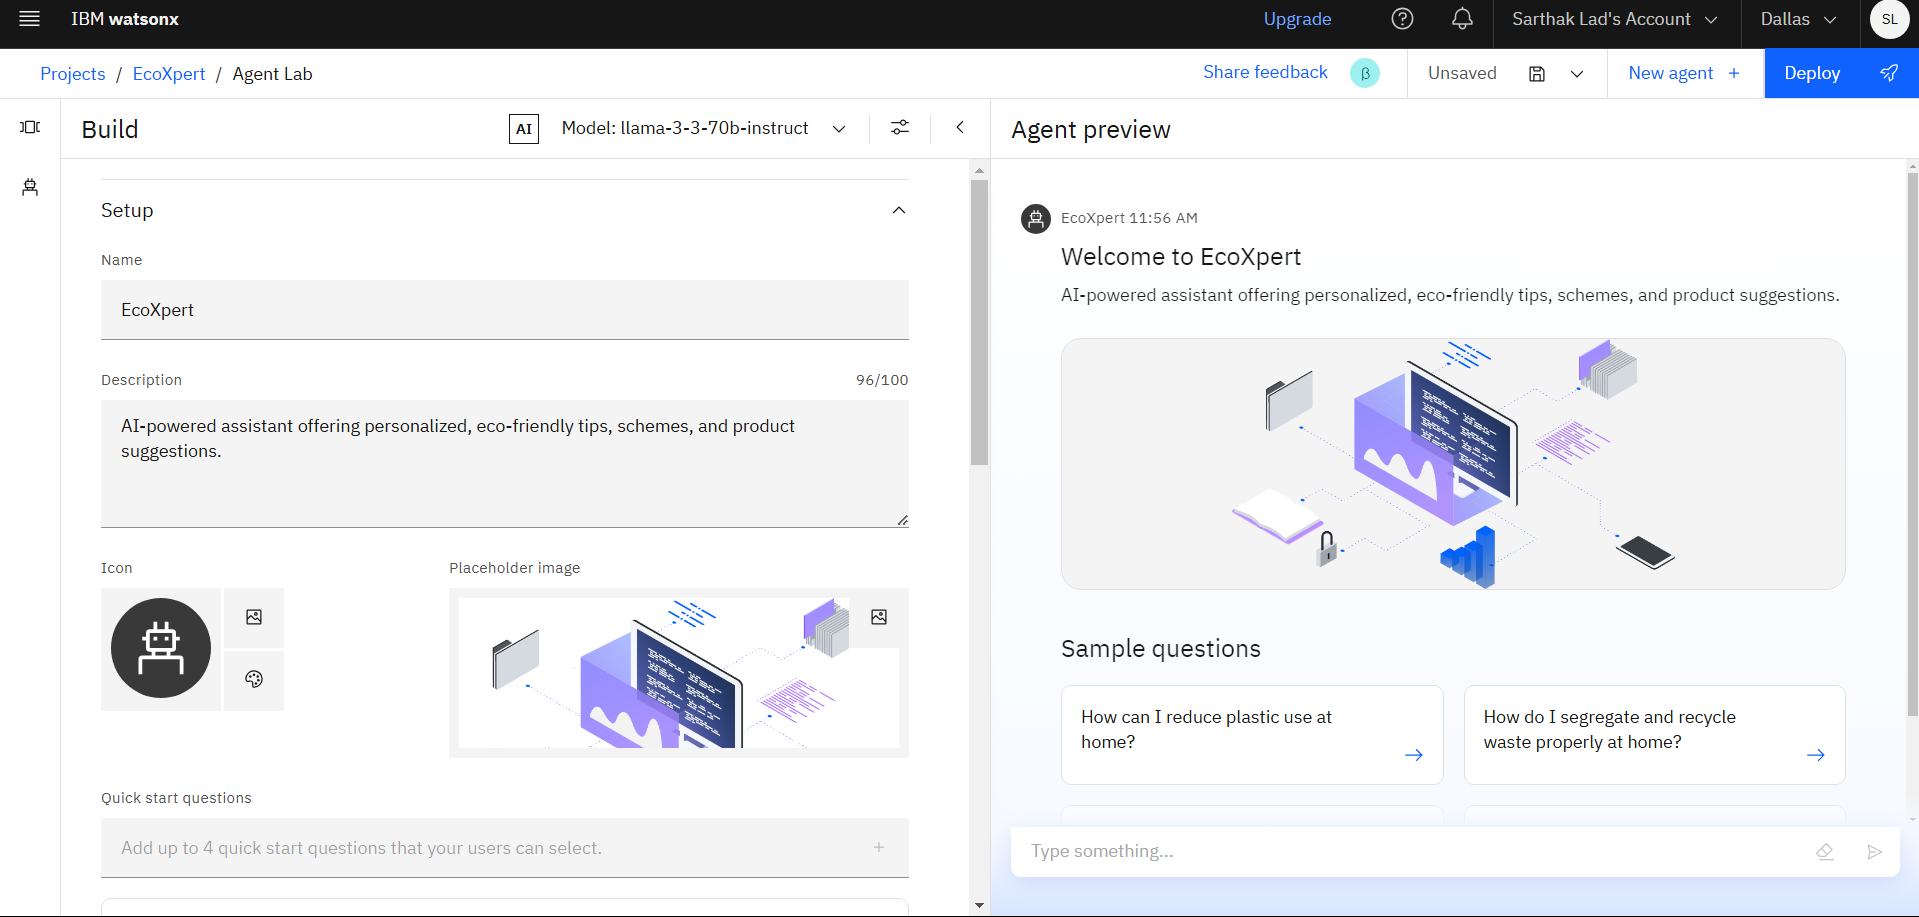 IBM watsonx
Upgrade
Sarthak Lad's Account
Dallas
SL
Projects / EcoXpert / Agent Lab
Share feedback
β
Unsaved
New agent +
Deploy
Build
AI
Model: llama-3-3-70b-instruct
Agent preview
Setup
Name
EcoXpert
Description
96/100
AI-powered assistant offering personalized, eco-friendly tips, schemes, and product
suggestions.
Icon
Placeholder image
Quick start questions
Add up to 4 quick start questions that your users can select.
EcoXpert 11:56 AM
Welcome to EcoXpert
AI-powered assistant offering personalized, eco-friendly tips, schemes, and product suggestions.
Sample questions
How can I reduce plastic use at
home?
How do I segregate and recycle
waste properly at home?
Type something...